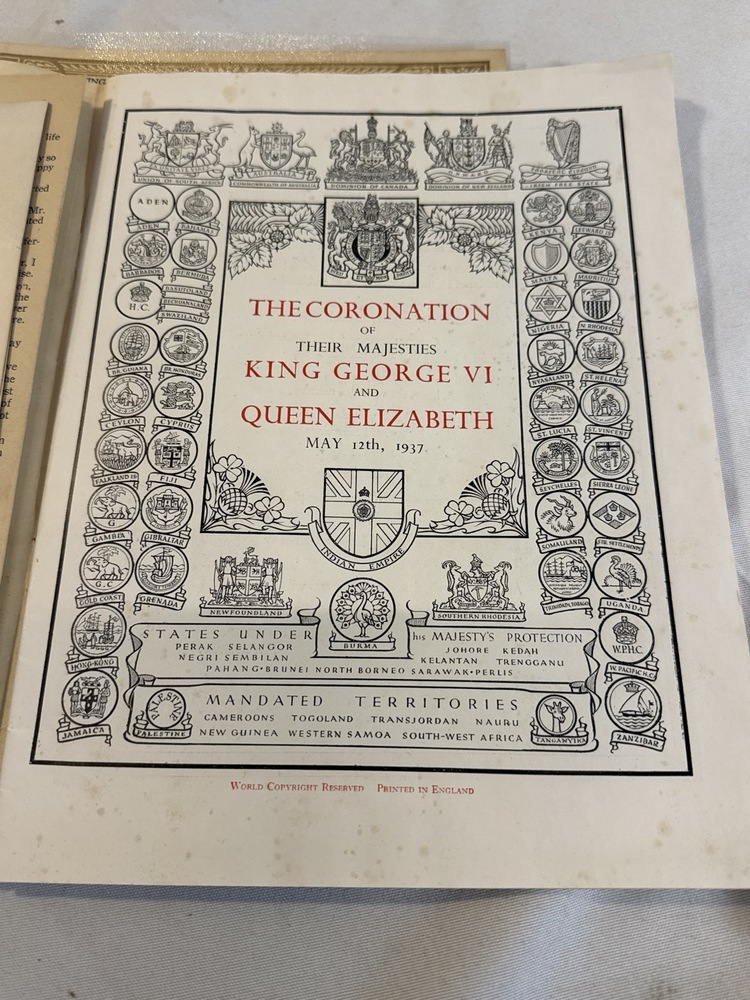 UNION OF SOUTH AFRICA
COMMONWEALTH OF AUSTRALIA
DOMINION OF CANADA
DOMINION OF NEW ZEALAND
IRISH FREE STATE
AUSTRALIA
ONWARD
ADEN
ADEN
BAHAMAS
BARBADOS
BERMUDA
H.C.
BASUTOLAND
BECHUANALAND
SWAZILAND
BR. GUIANA
BR. HONDURAS
CEYLON
CYPRUS
FALKLAND IS
FIJI
G
GAMBIA
GIBRALTAR
G.C.
GOLD COAST
GRENADA
HONG-KONG
JAMAICA
THE CORONATION
OF
THEIR MAJESTIES
KING GEORGE VI
AND
QUEEN ELIZABETH
MAY 12th, 1937
INDIAN EMPIRE
KENYA
LEEWARD IS
MALTA
MAURITIUS
NIGERIA
N. RHODESIA
NYASALAND
ST. HELENA
ST. LUCIA
ST. VINCENT
SEYCHELLES
SIERRA LEONE
SOMALILAND
STR. SETTLEMENTS
TRINIDAD & TOBAGO
UGANDA
W.P.H.C.
W. PACIFIC H.C.
ZANZIBAR
NEWFOUNDLAND
BURMA
SOUTHERN RHODESIA
STATES UNDER his MAJESTY'S PROTECTION
PERAK SELANGOR JOHORE KEDAH
NEGRI SEMBILAN KELANTAN TRENGGANU
PAHANG·BRUNEI NORTH BORNEO SARAWAK·PERLIS
PALESTINE
PALESTINE
MANDATED TERRITORIES
CAMEROONS TOGOLAND TRANSJORDAN NAURU
NEW GUINEA WESTERN SAMOA SOUTH-WEST AFRICA
TANGANYIKA
WORLD COPYRIGHT RESERVED PRINTED IN ENGLAND